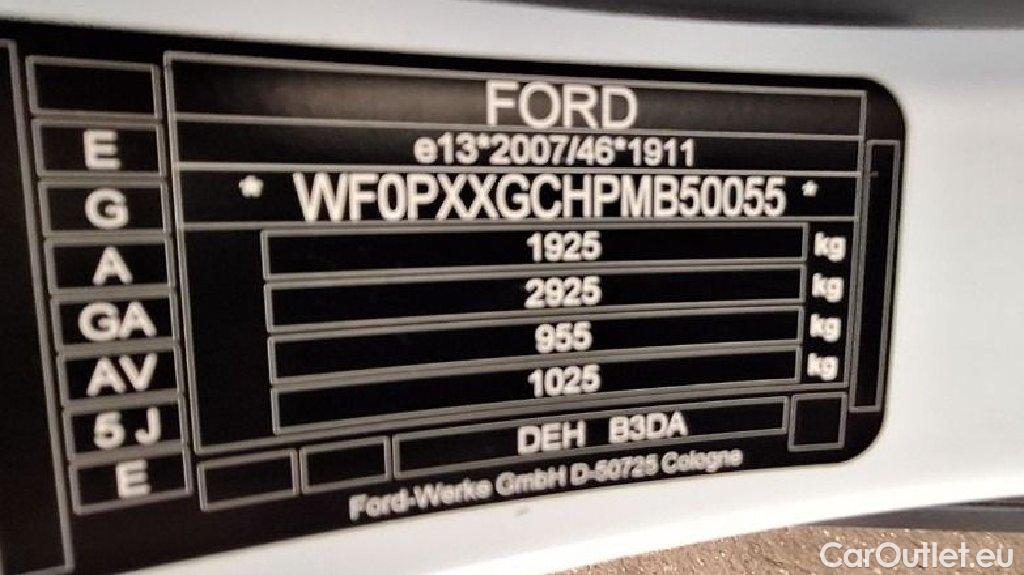 FORD
e13*2007/46*1911
* WF0PXXGCHPMB50055 *
1925 kg
2925 kg
955 kg
1025 kg
DEH B3DA
Ford-Werke GmbH D-50725 Cologne
E
G
A
GA
AV
5 J
E
CarOutlet.eu